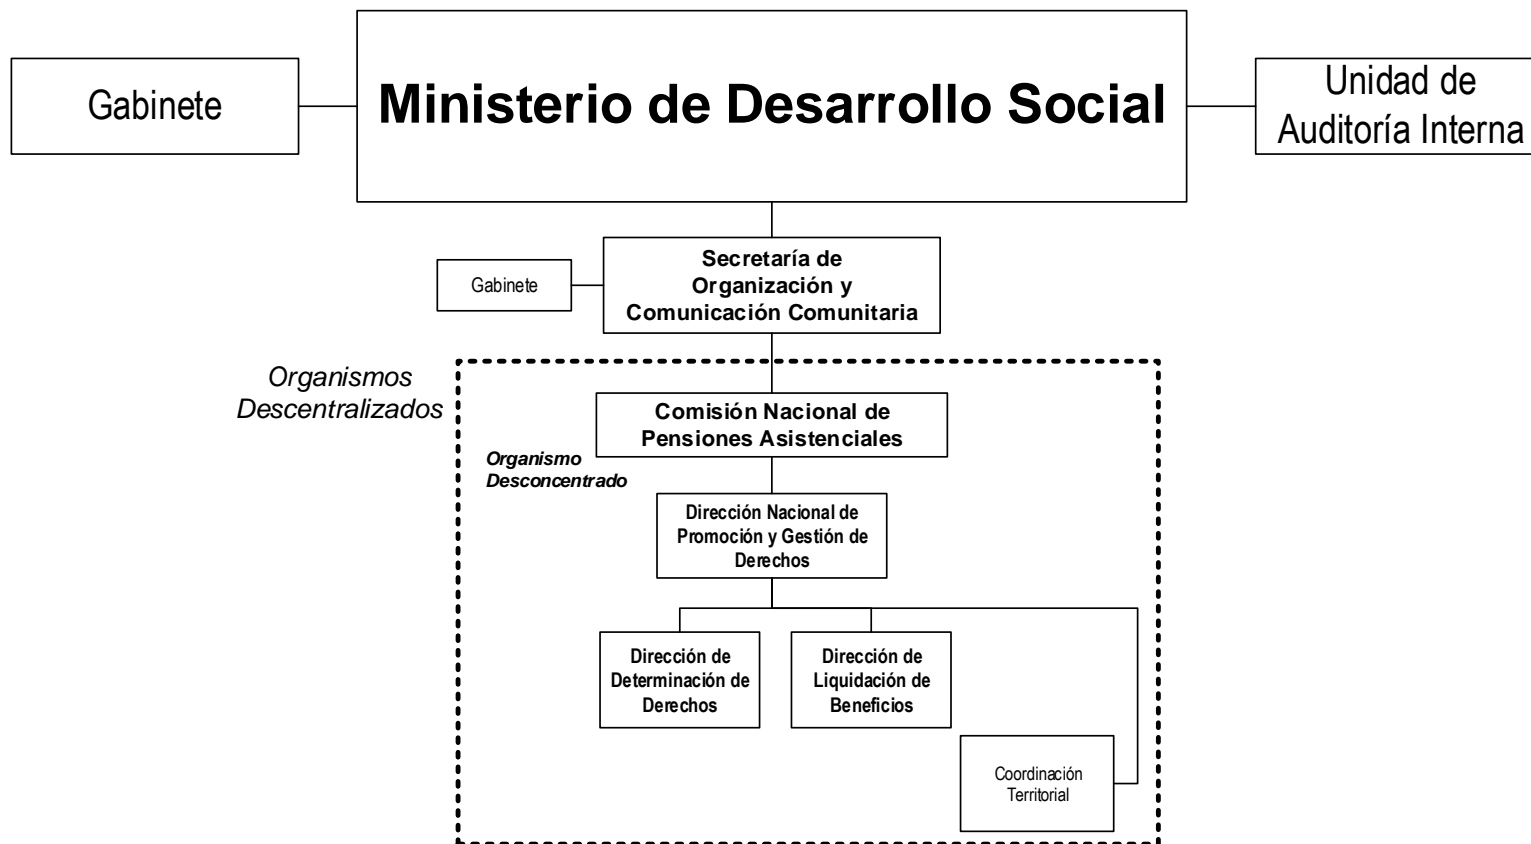 Gabinete
Ministerio de Desarrollo Social
Unidad de
Auditoría Interna
Secretaría de
Organización y
Comunicación Comunitaria
Gabinete
Organismos
Descentralizados
Comisión Nacional de
Pensiones Asistenciales
Organismo
Desconcentrado
Dirección Nacional de
Promoción y Gestión de
Derechos
Dirección de
Determinación de
Derechos
Dirección de
Liquidación de
Beneficios
Coordinación
Territorial